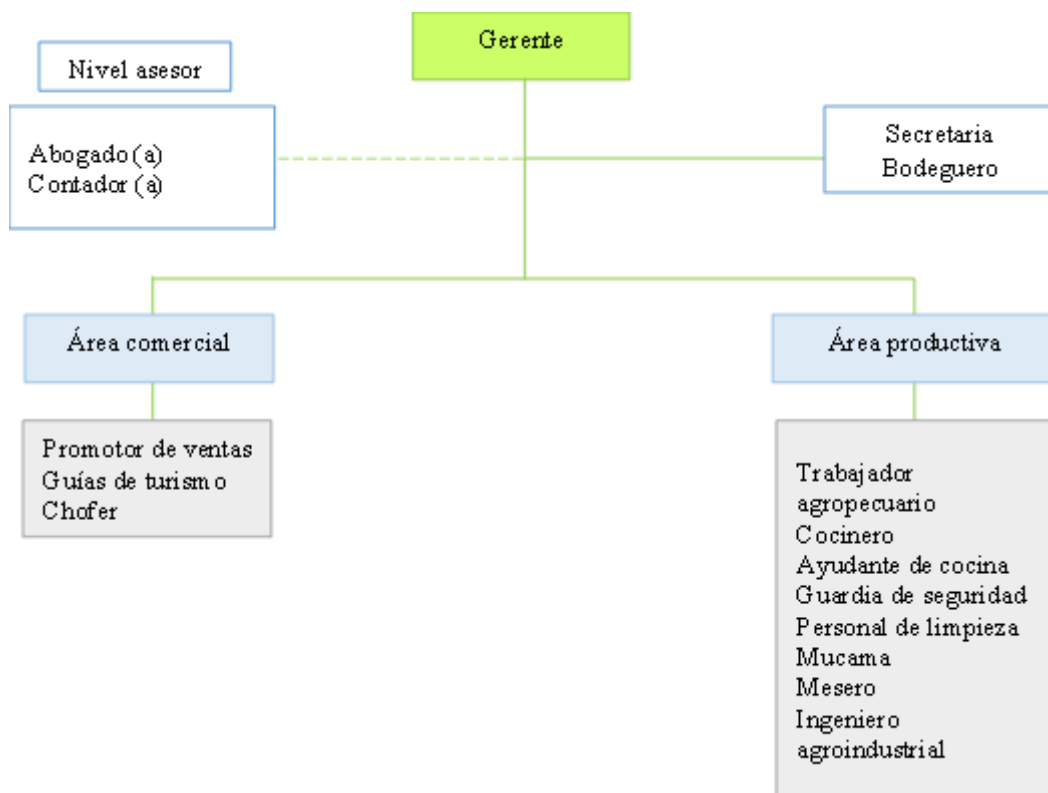 Gerente
Nivel asesor
Abogado (a)
Contador (a)
Secretaria
Bodeguero
Área comercial
Área productiva
Promotor de ventas
Guías de turismo
Chofer
Trabajador
agropecuario
Cocinero
Ayudante de cocina
Guardia de seguridad
Personal de limpieza
Mucama
Mesero
Ingeniero
agroindustrial